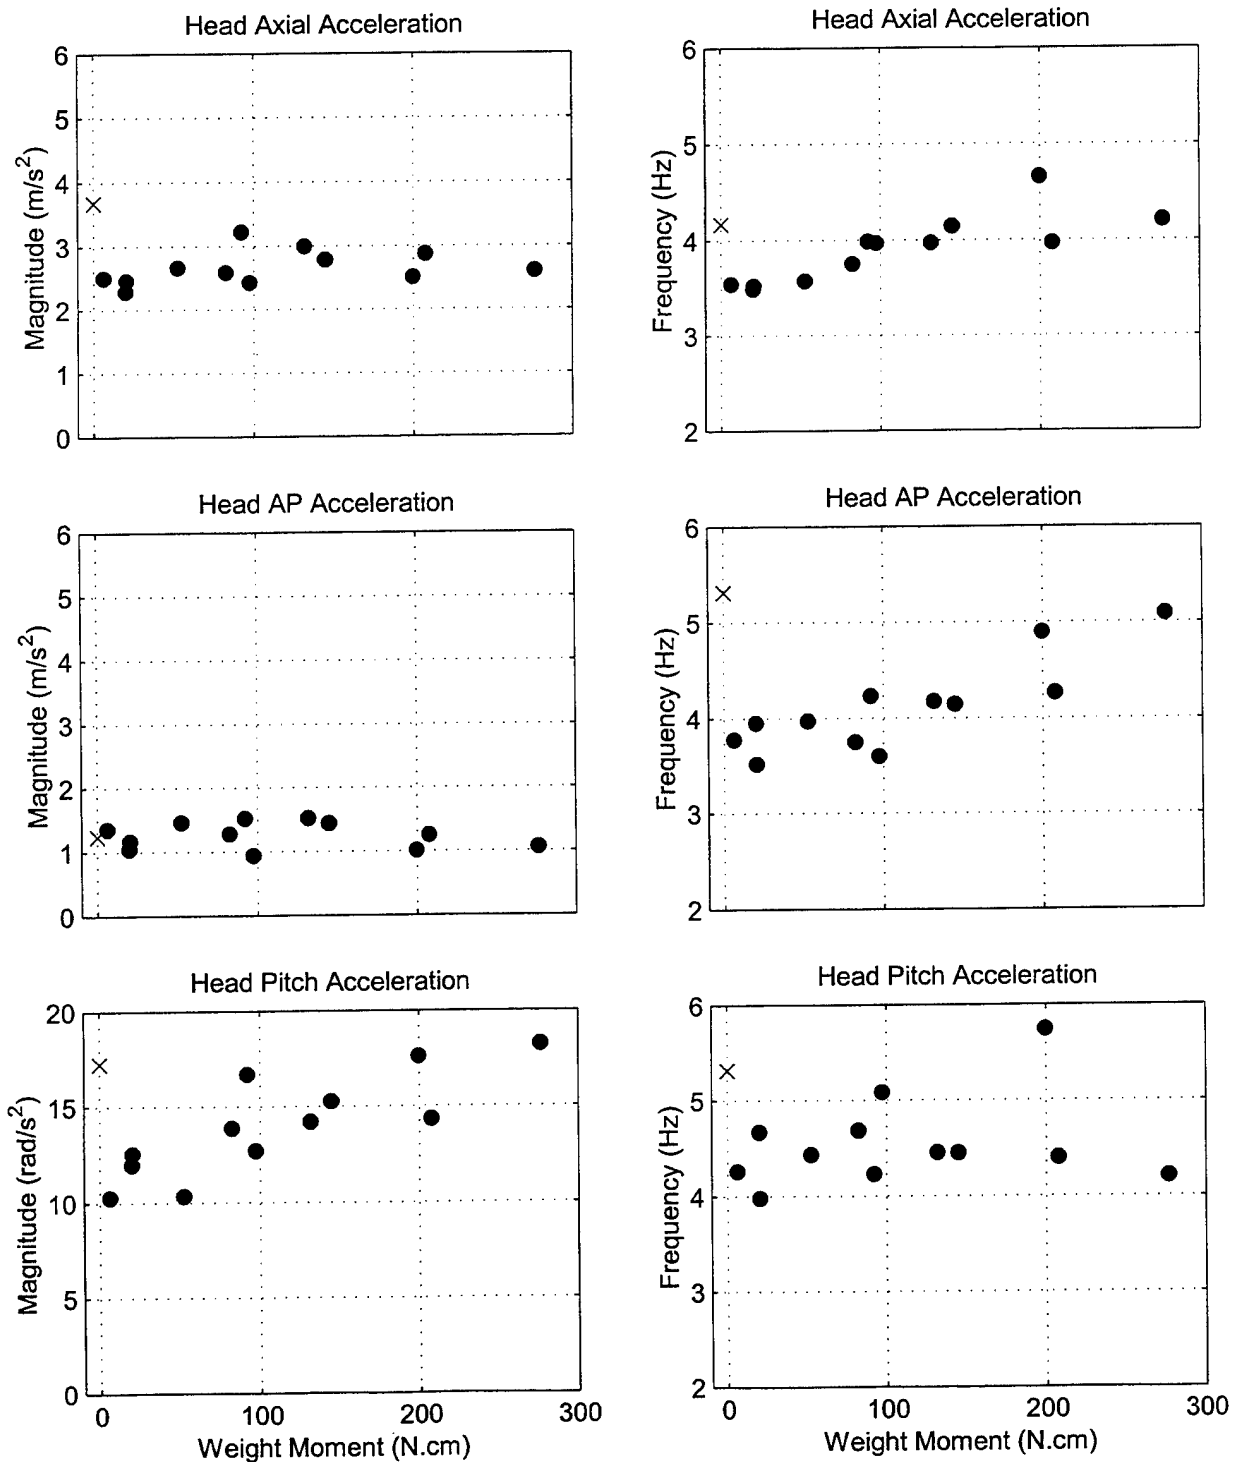 Head Axial Acceleration
6
5
4
3
2
1
0
Magnitude (m/s²)
Head Axial Acceleration
6
5
4
3
2
Frequency (Hz)
Head AP Acceleration
6
5
4
3
2
1
0
Magnitude (m/s²)
Head AP Acceleration
6
5
4
3
2
Frequency (Hz)
Head Pitch Acceleration
20
15
10
5
0
Magnitude (rad/s²)
0 100 200 300
Weight Moment (N.cm)
Head Pitch Acceleration
6
5
4
3
2
Frequency (Hz)
0 100 200 300
Weight Moment (N.cm)